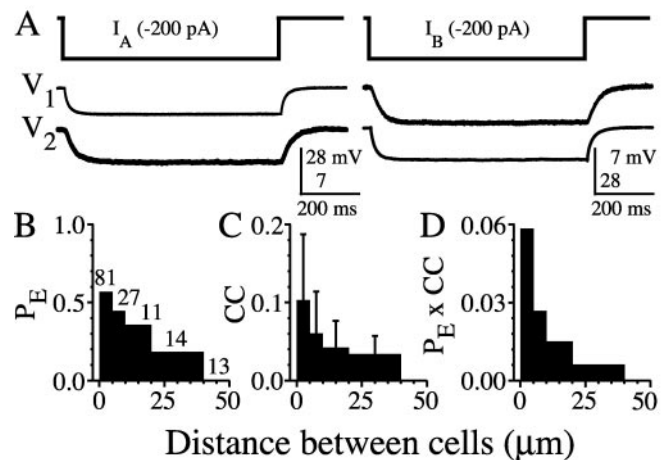 A
I_A (-200 pA)
I_B (-200 pA)
V_1
V_2
28 mV
7
200 ms
7 mV
28
200 ms
B
1.0
0.5
0.0
P_E
81
27
11
14
13
0
25
50
C
0.2
0.1
0.0
CC
0
25
50
D
0.06
0.03
0.00
P_E x CC
0
25
50
Distance between cells (μm)